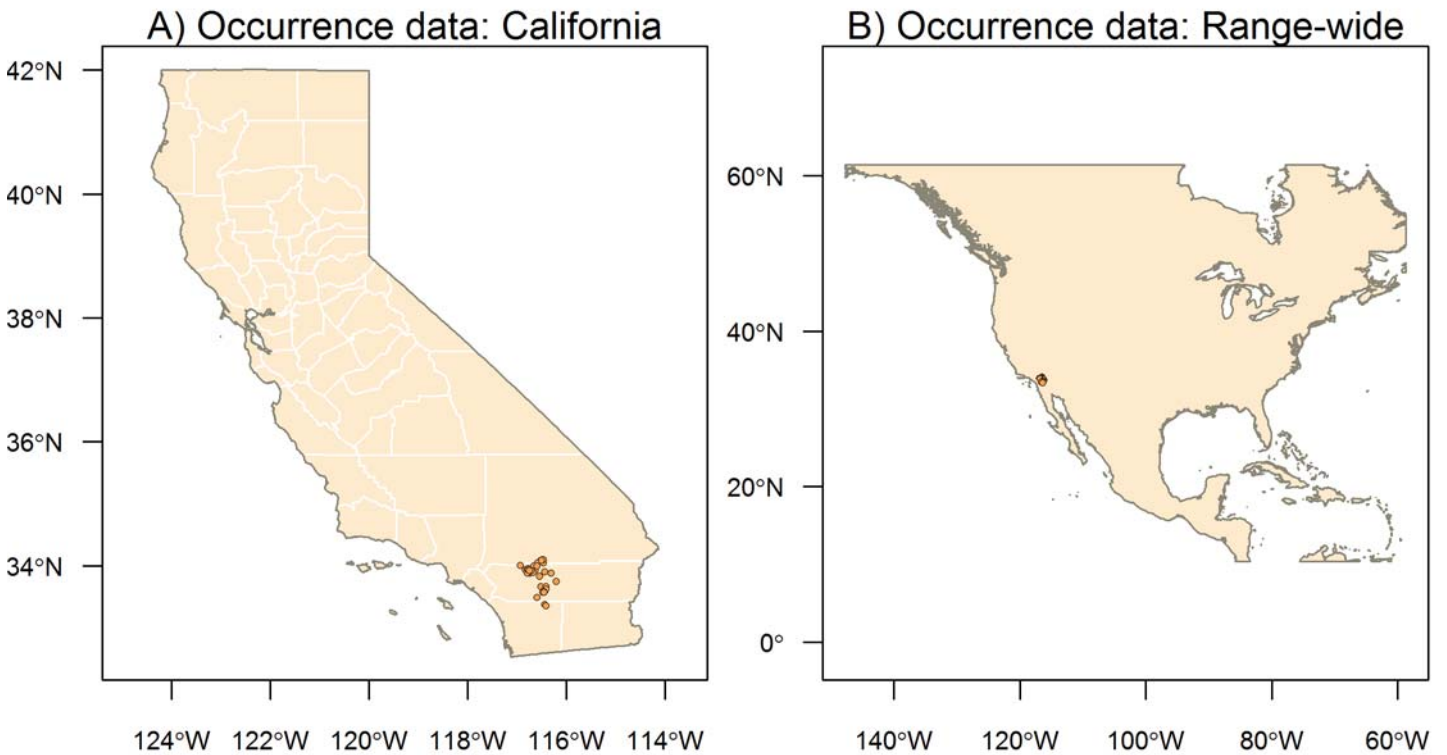 A) Occurrence data: California
42°N
40°N
38°N
36°N
34°N
124°W 122°W 120°W 118°W 116°W 114°W
B) Occurrence data: Range-wide
60°N
40°N
20°N
0°
140°W 120°W 100°W 80°W 60°W